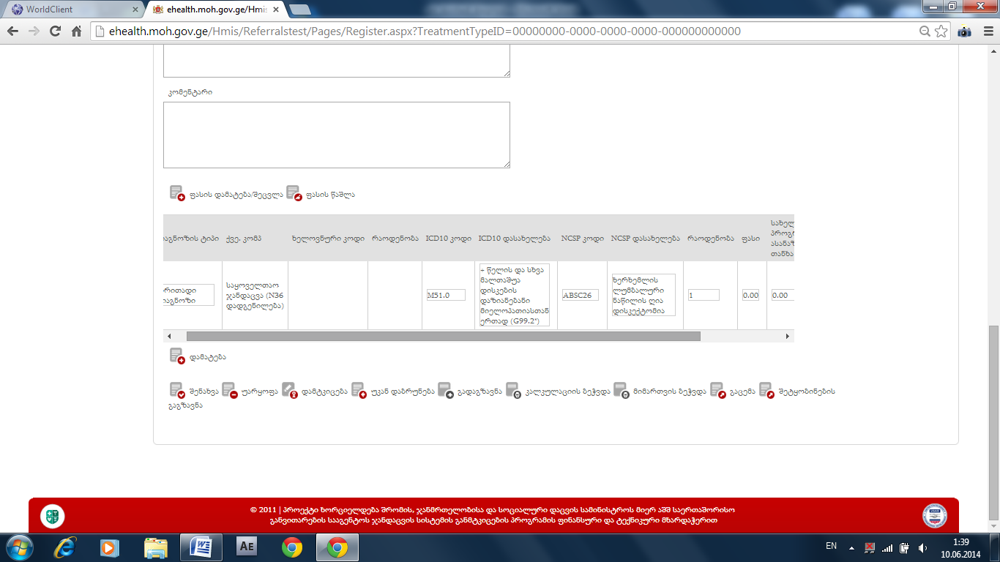 WorldClient
ehealth.moh.gov.ge/Hmis
ehealth.moh.gov.ge/Hmis/Referralstest/Pages/Register.aspx?TreatmentTypeID=00000000-0000-0000-0000-000000000000
კომენტარი
ფასის დამატება/შეცვლა ფასის წაშლა
იაგნოზის ტიპი ქვე. კომპ ხელოვნური კოდი რაოდენობა ICD10 კოდი ICD10 დასახელება NCSP კოდი NCSP დასახელება რაოდენობა ფასი
სახელ
პროგრ
ასანაზ
თანხა
რითადი
იაგნოზი
საყოველთაო
ჯანდაცვა (N36
დადგენილება)
M51.0
+ წელის და სხვა
მალთაშუა
დისკების
დაზიანებანი
მიელოპათიასთან
ერთად (G99.2*)
ABSC26
ხერხემლის
ლუმბალური
ნაწილის ღია
დისკექტომია
1
0.00
0.00
დამატება
შენახვა უარყოფა დამტკიცება უკან დაბრუნება გადაგზავნა კალკულაციის ბეჭვდა მიმართვის ბეჭვდა გაცემა შეტყობინების
გაგზავნა
© 2011 | პროექტი ხორციელდება შრომის, ჯანმრთელობისა და სოციალური დაცვის სამინისტროს მიერ აშშ საერთაშორისო
განვითარების სააგენტოს ჯანდაცვის სისტემის განმტკიცების პროგრამის ფინანსური და ტექნიკური მხარდაჭერით
EN
1:39
10.06.2014
AE